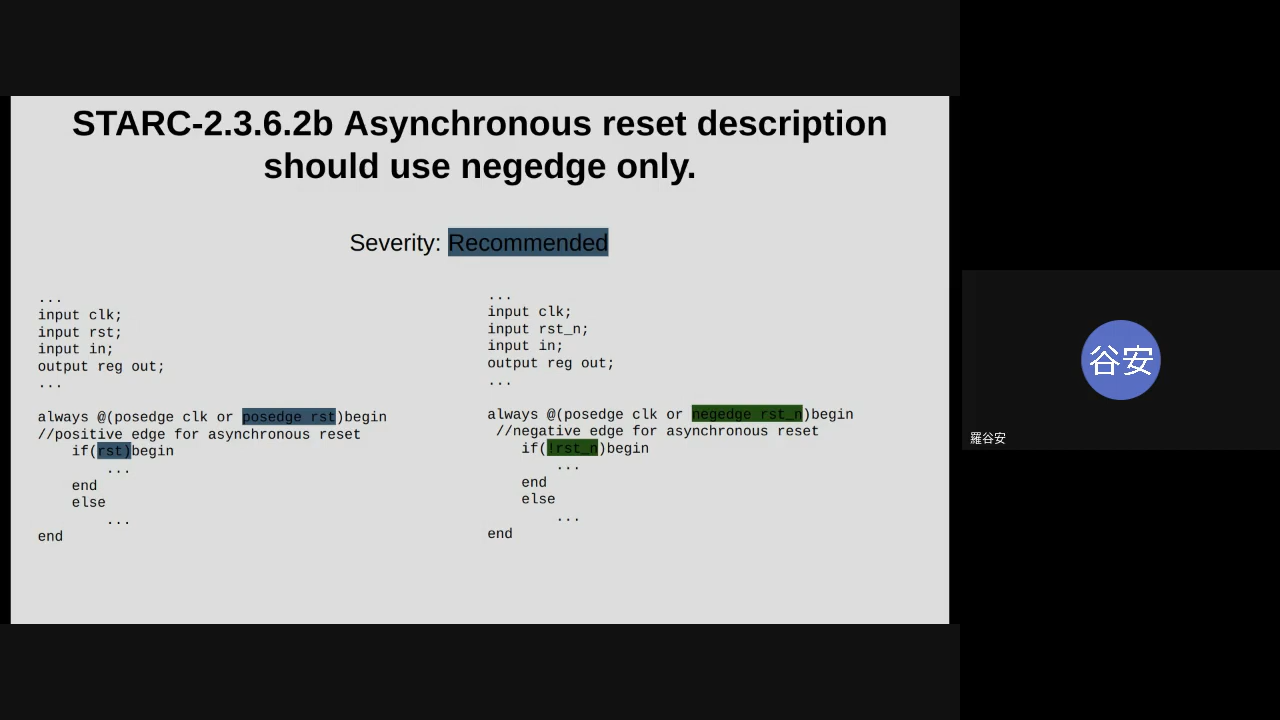 STARC-2.3.6.2b Asynchronous reset description
should use negedge only.
Severity: Recommended
...
input clk;
input rst;
input in;
output reg out;
...
always @(posedge clk or posedge rst)begin
//positive edge for asynchronous reset
if(rst)begin
...
end
else
...
end
...
input clk;
input rst_n;
input in;
output reg out;
...
always @(posedge clk or negedge rst_n)begin
//negative edge for asynchronous reset
if(!rst_n)begin
...
end
else
...
end
谷安
羅谷安